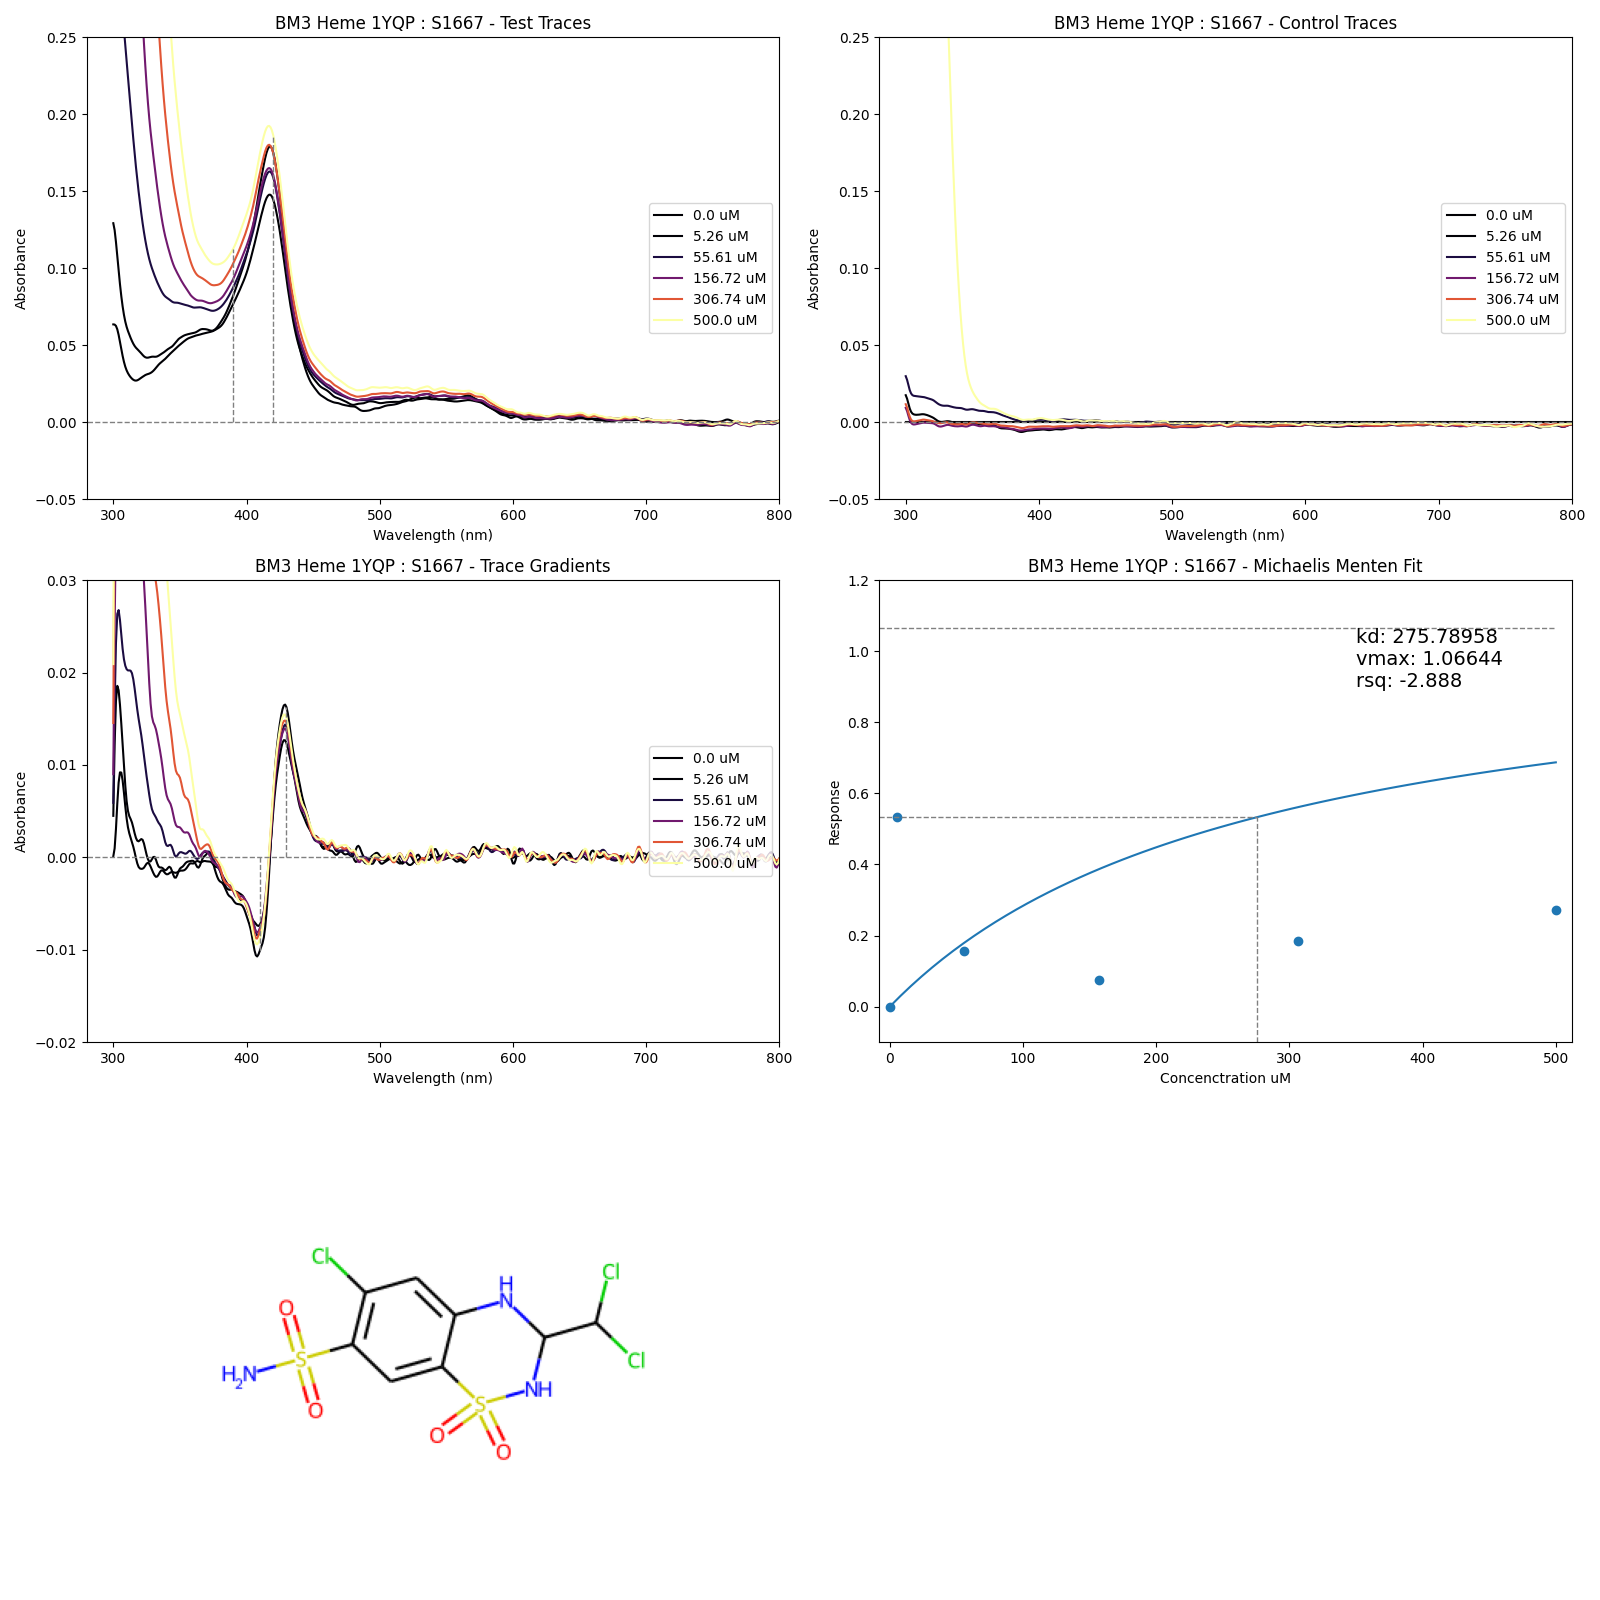 BM3 Heme 1YQP : S1667 - Test Traces
0.25
0.20
0.15
0.10
0.05
0.00
−0.05
Absorbance
300 400 500 600 700 800
Wavelength (nm)
0.0 uM
5.26 uM
55.61 uM
156.72 uM
306.74 uM
500.0 uM
BM3 Heme 1YQP : S1667 - Control Traces
0.25
0.20
0.15
0.10
0.05
0.00
−0.05
Absorbance
300 400 500 600 700 800
Wavelength (nm)
0.0 uM
5.26 uM
55.61 uM
156.72 uM
306.74 uM
500.0 uM
BM3 Heme 1YQP : S1667 - Trace Gradients
0.03
0.02
0.01
0.00
−0.01
−0.02
Absorbance
300 400 500 600 700 800
Wavelength (nm)
0.0 uM
5.26 uM
55.61 uM
156.72 uM
306.74 uM
500.0 uM
BM3 Heme 1YQP : S1667 - Michaelis Menten Fit
1.2
1.0
0.8
0.6
0.4
0.2
0.0
Response
kd: 275.78958
vmax: 1.06644
rsq: -2.888
0 100 200 300 400 500
Concenctration uM
Cl
H
N
Cl
O
S
H2N
O
Cl
NH
S
O
O